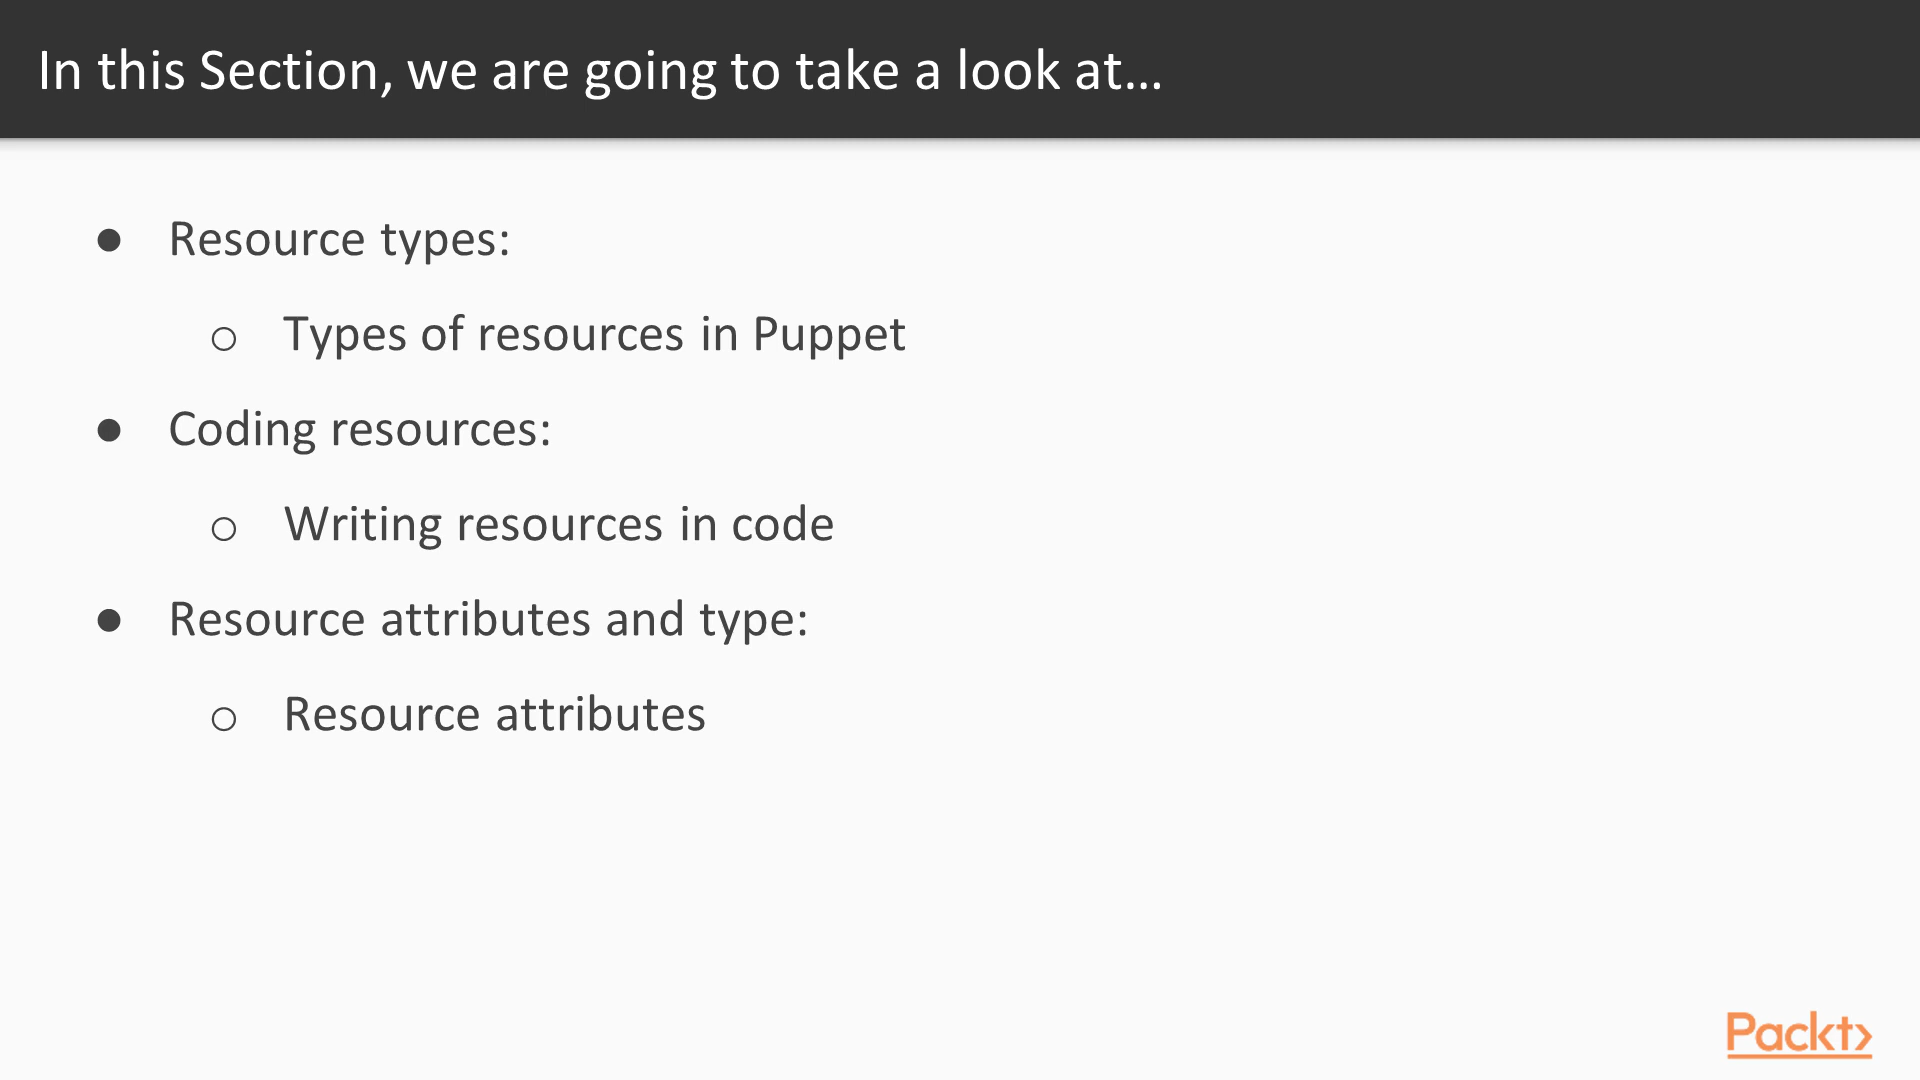 In this Section, we are going to take a look at...
● Resource types:
○ Types of resources in Puppet
● Coding resources:
○ Writing resources in code
● Resource attributes and type:
○ Resource attributes
Packt>